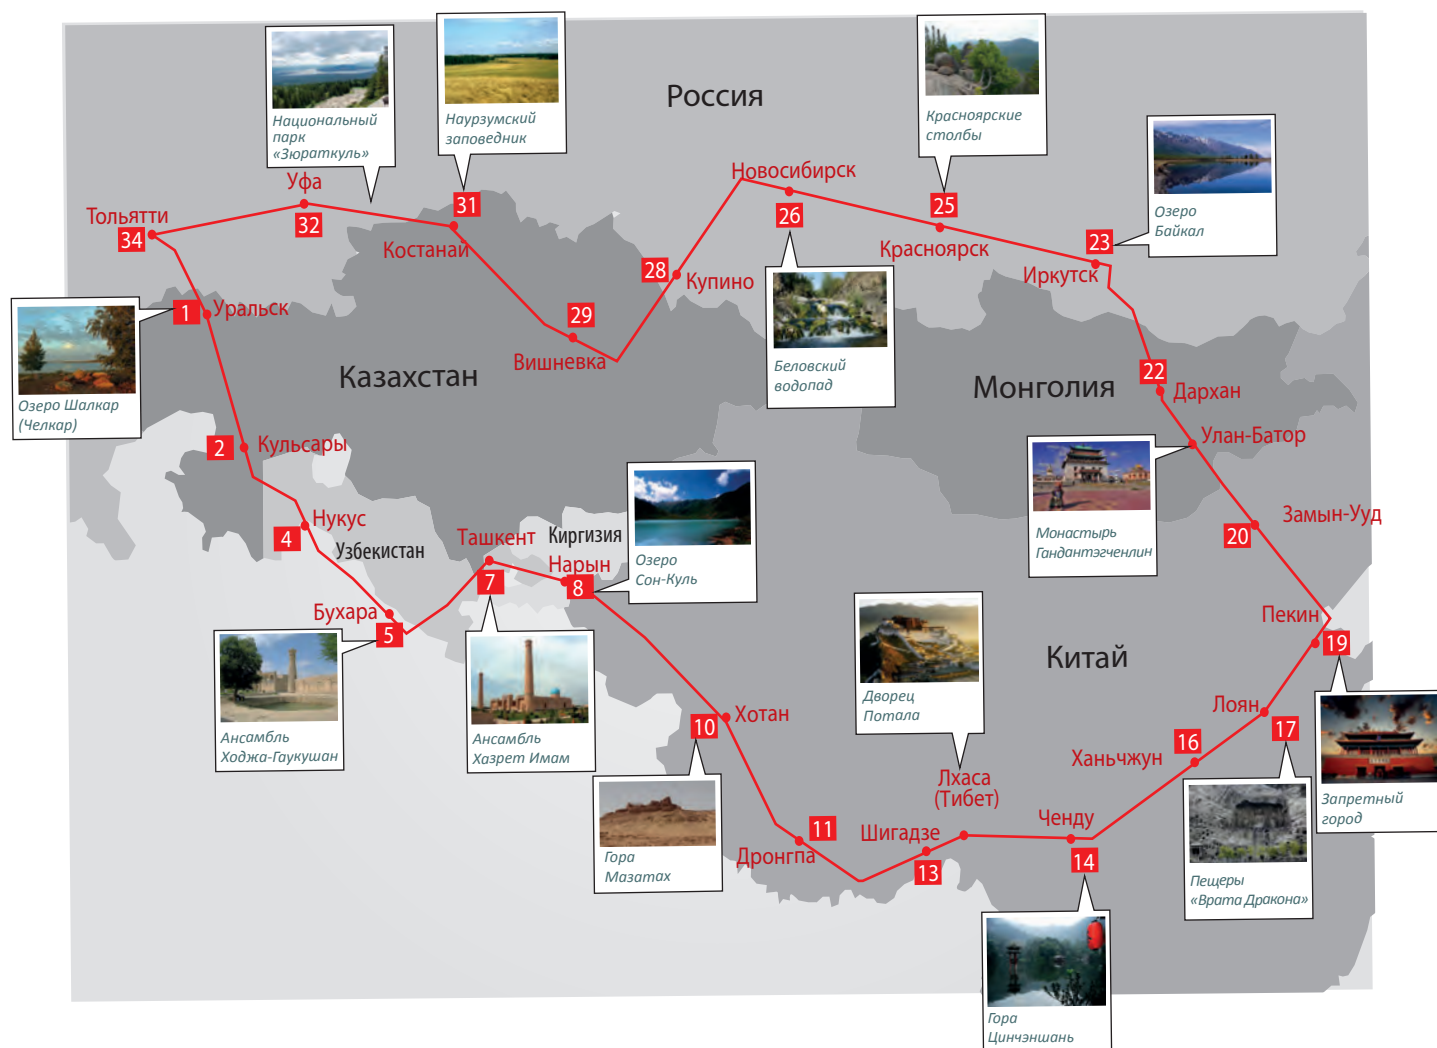 Россия
Национальный
парк
«Зюраткуль»
Наурзумский
заповедник
Красноярские
столбы
Озеро
Байкал
Уфа
32
31
Костанай
Тольятти
34
Новосибирск
26
25
Красноярск
23
Иркутск
28
Купино
29
Вишневка
1
Уральск
Озеро Шалкар
(Челкар)
Казахстан
Беловский
водопад
Монголия
22
Дархан
Улан-Батор
2
Кульсары
4
Нукус
Узбекистан
Ташкент
7
Киргизия
Нарын
8
Озеро
Сон-Куль
Монастырь
Гандантэгченлин
20
Замын-Ууд
Бухара
5
Ансамбль
Ходжа-Гаукушан
Ансамбль
Хазрет Имам
Китай
Пекин
19
Дворец
Потала
10
Хотан
Лоян
17
16
Ханьчжун
Лхаса
(Тибет)
Запретный
город
Гора
Мазатах
11
Дронгпа
Шигадзе
13
Ченду
14
Пещеры
«Врата Дракона»
Гора
Цинчэншань